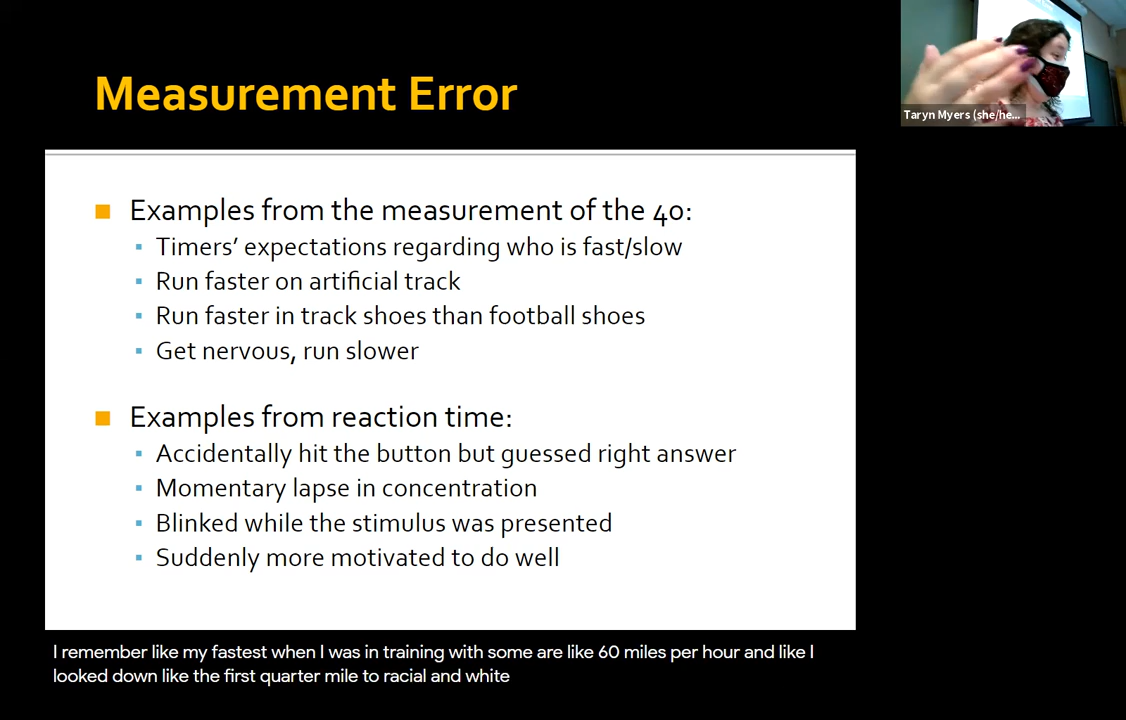 Measurement Error
Taryn Myers (she/he...
Examples from the measurement of the 40:
Timers' expectations regarding who is fast/slow
Run faster on artificial track
Run faster in track shoes than football shoes
Get nervous, run slower
Examples from reaction time:
Accidentally hit the button but guessed right answer
Momentary lapse in concentration
Blinked while the stimulus was presented
Suddenly more motivated to do well
I remember like my fastest when I was in training with some are like 60 miles per hour and like I
looked down like the first quarter mile to racial and white